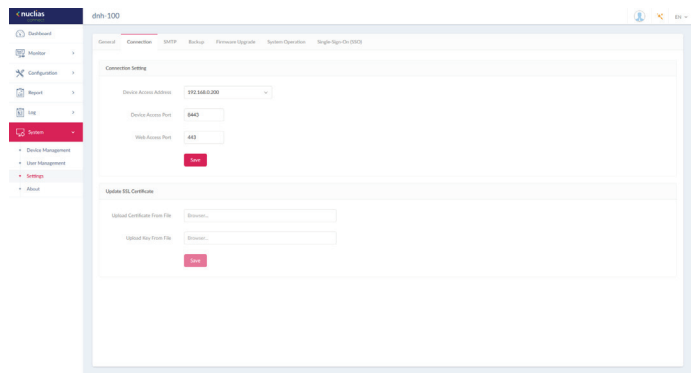 nuclias
CONNECT
dnh-100
EN
Dashboard
Monitor
Configuration
Report
Log
System
Device Management
User Management
Settings
About
General Connection SMTP Backup Firmware Upgrade System Operation Single-Sign-On (SSO)
Connection Setting
Device Access Address 192.168.0.200
Device Access Port 8443
Web Access Port 443
Save
Update SSL Certificate
Upload Certificate From File Browser...
Upload Key From File Browser...
Save